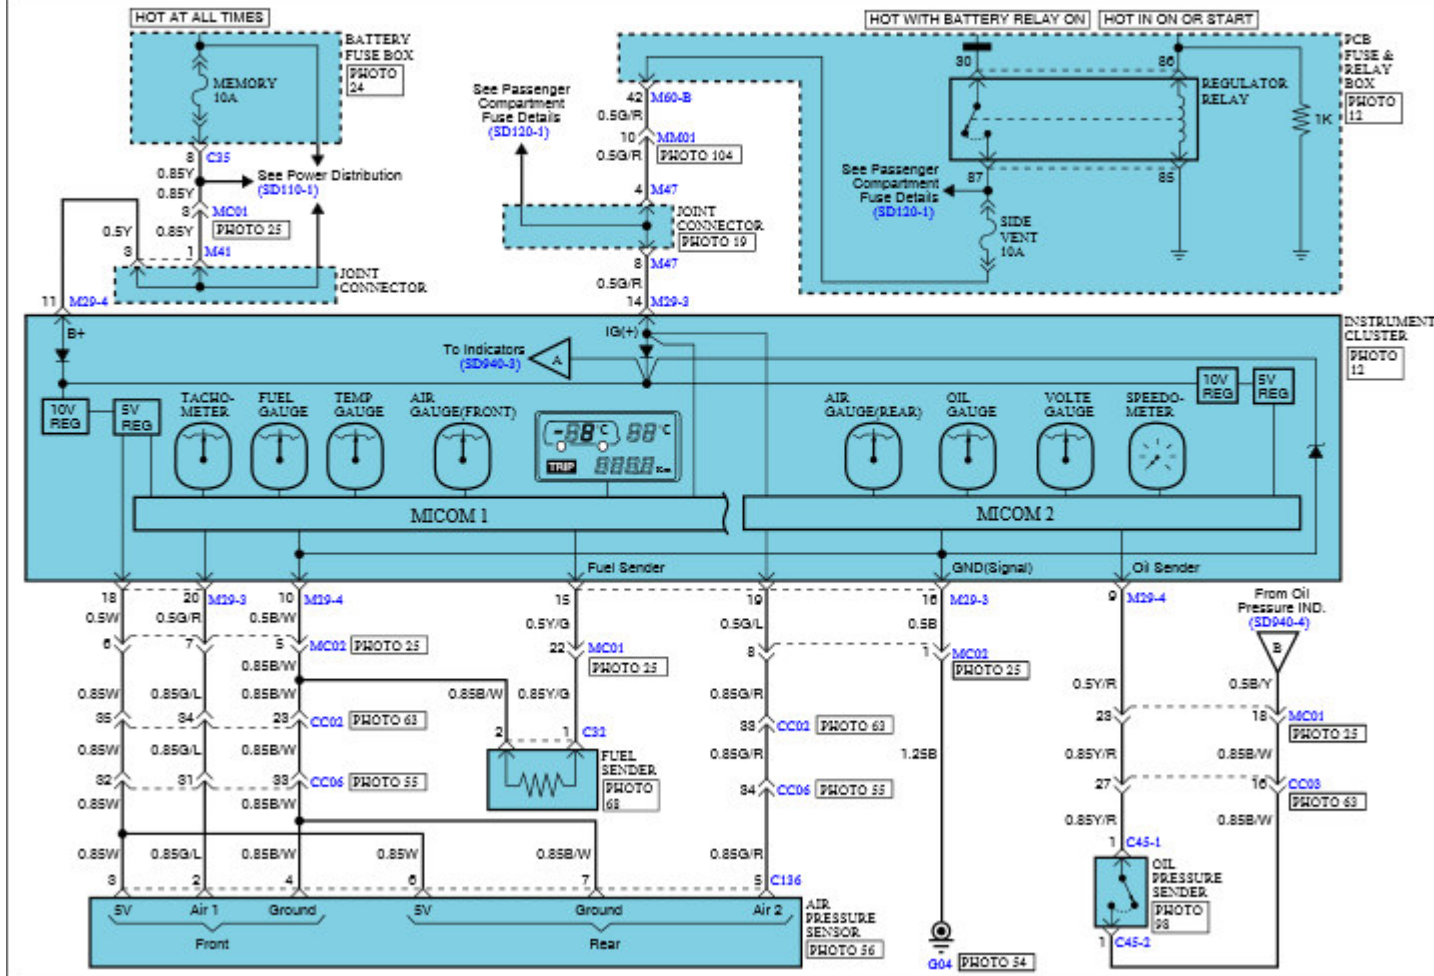 HOT AT ALL TIMES
HOT WITH BATTERY RELAY ON
HOT IN ON OR START
BATTERY
FUSE BOX
PHOTO
24
MEMORY
10A
8 C35
0.85Y
0.85Y
See Power Distribution
(SD110-1)
3 MC01
PHOTO 25
0.5Y
0.85Y
3
1 M41
JOINT
CONNECTOR
11 M29-4
See Passenger
Compartment
Fuse Details
(SD120-1)
42 M60-B
0.5G/R
10 MM01
PHOTO 104
0.5G/R
4 M47
JOINT
CONNECTOR
PHOTO 19
8 M47
0.5G/R
14 M29-3
PCB
FUSE &
RELAY
BOX
PHOTO
12
30
86
REGULATOR
RELAY
1K
87
85
See Passenger
Compartment
Fuse Details
(SD120-1)
SIDE
VENT
10A
INSTRUMENT
CLUSTER
PHOTO
12
B+
IG(+)
To Indicators
(SD940-3)
A
10V
REG
5V
REG
TACHO-
METER
FUEL
GAUGE
TEMP
GAUGE
AIR
GAUGE(FRONT)
-88°C 88°C
TRIP 888.8 Km
AIR
GAUGE(REAR)
OIL
GAUGE
VOLTE
GAUGE
SPEEDO-
METER
10V
REG
5V
REG
MICOM 1
MICOM 2
Fuel Sender
GND(Signal)
Oil Sender
18
20 M29-3
10 M29-4
15
19
16 M29-3
9 M29-4
From Oil
Pressure IND.
(SD940-4)
B
0.5W
0.5G/R
0.5B/W
0.5Y/G
0.5G/L
0.5B
6
7
5 MC02 PHOTO 25
22 MC01
PHOTO 25
8
1 MC02
PHOTO 25
0.85B/W
0.85W
0.85G/L
0.85B/W
0.85B/W
0.85Y/G
0.85G/R
0.5Y/R
0.5B/Y
35
34
23 CC02 PHOTO 63
33 CC02 PHOTO 63
23
18 MC01
PHOTO 25
2
1 C32
FUEL
SENDER
PHOTO
68
0.85W
0.85G/L
0.85B/W
0.85G/R
1.25B
0.85Y/R
0.85B/W
32
31
33 CC06 PHOTO 55
34 CC06 PHOTO 55
27
16 CC03
PHOTO 63
0.85W
0.85B/W
0.85Y/R
0.85B/W
0.85W
0.85G/L
0.85B/W
0.85W
0.85B/W
0.85G/R
3
2
4
6
7
5 C136
5V
Air 1
Ground
5V
Ground
Air 2
Front
Rear
AIR
PRESSURE
SENSOR
PHOTO 56
G04 PHOTO 54
1 C45-1
OIL
PRESSURE
SENDER
PHOTO
98
1 C45-2